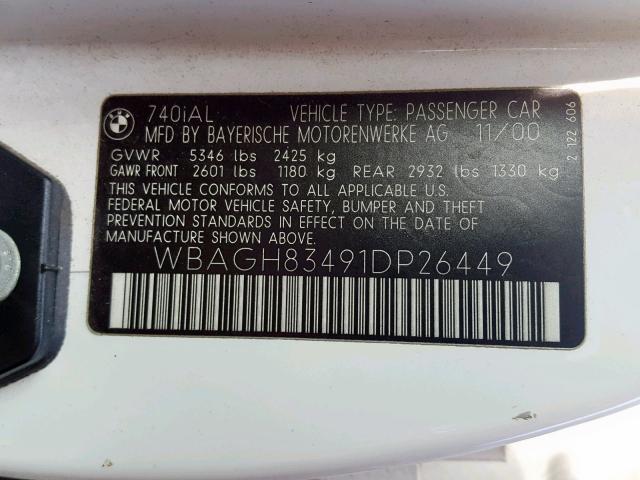 BMW
740iAL VEHICLE TYPE: PASSENGER CAR
MFD BY BAYERISCHE MOTORENWERKE AG 11/00
GVWR 5346 lbs 2425 kg
GAWR FRONT 2601 lbs 1180 kg REAR 2932 lbs 1330 kg
THIS VEHICLE CONFORMS TO ALL APPLICABLE U.S.
FEDERAL MOTOR VEHICLE SAFETY, BUMPER AND THEFT
PREVENTION STANDARDS IN EFFECT ON THE DATE OF
MANUFACTURE SHOWN ABOVE.
WBAGH83491DP26449
2 122 606